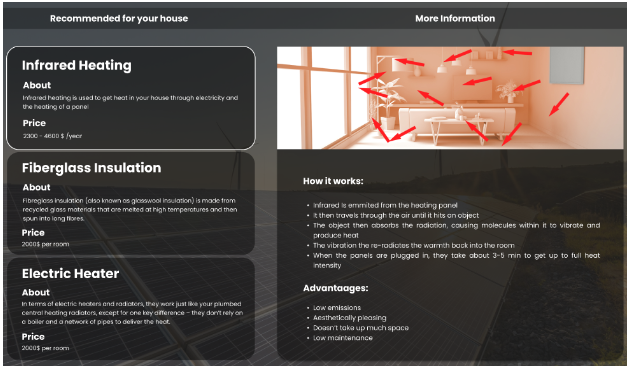 Recommended for your house
More Information
Infrared Heating
About
Infrared heating is used to get heat in your house through electricity and
the heating of a panel
Price
2300 - 4600 $ /year
Fiberglass Insulation
About
Fibreglass insulation (also known as glasswool insulation) is made from
recycled glass materials that are melted at high temperatures and then
spun into long fibres.
Price
2000$ per room
Electric Heater
About
In terms of electric heaters and radiators, they work just like your plumbed
central heating radiators, except for one key difference – they don't rely on
a boiler and a network of pipes to deliver the heat.
Price
2000$ per room
How it works:
• Infrared is emmited from the heating panel
• It then travels through the air until it hits an object
• The object then absorbs the radiation, causing molecules within it to vibrate and
produce heat
• The vibration the re-radiates the warmth back into the room
• When the panels are plugged in, they take about 3-5 min to get up to full heat
intensity
Advantaages:
• Low emissions
• Aesthetically pleasing
• Doesn't take up much space
• Low maintenance